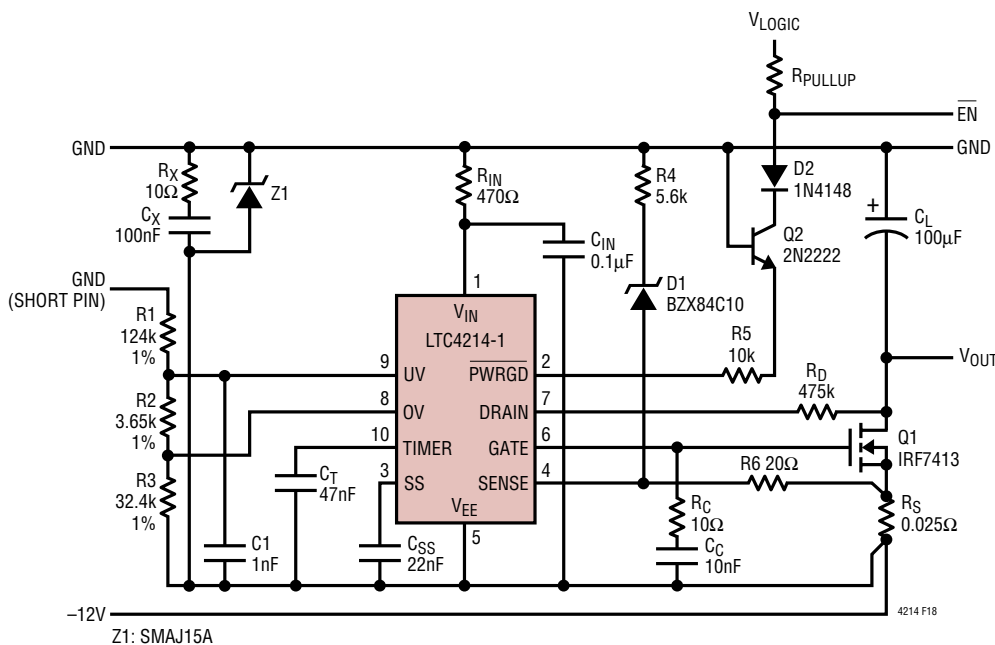 VLOGIC
RPULLUP
EN
GND
GND
RX
10Ω
CX
100nF
Z1
RIN
470Ω
R4
5.6k
D2
1N4148
CL
100µF
+
Q2
2N2222
CIN
0.1µF
D1
BZX84C10
GND
(SHORT PIN)
R1
124k
1%
1
VIN
LTC4214-1
R5
10k
VOUT
9
UV
PWRGD
2
RD
475k
R2
3.65k
1%
8
OV
DRAIN
7
10
TIMER
GATE
6
Q1
IRF7413
CT
47nF
3
SS
SENSE
4
R6 20Ω
R3
32.4k
1%
VEE
5
RC
10Ω
RS
0.025Ω
C1
1nF
CSS
22nF
CC
10nF
–12V
4214 F18
Z1: SMAJ15A